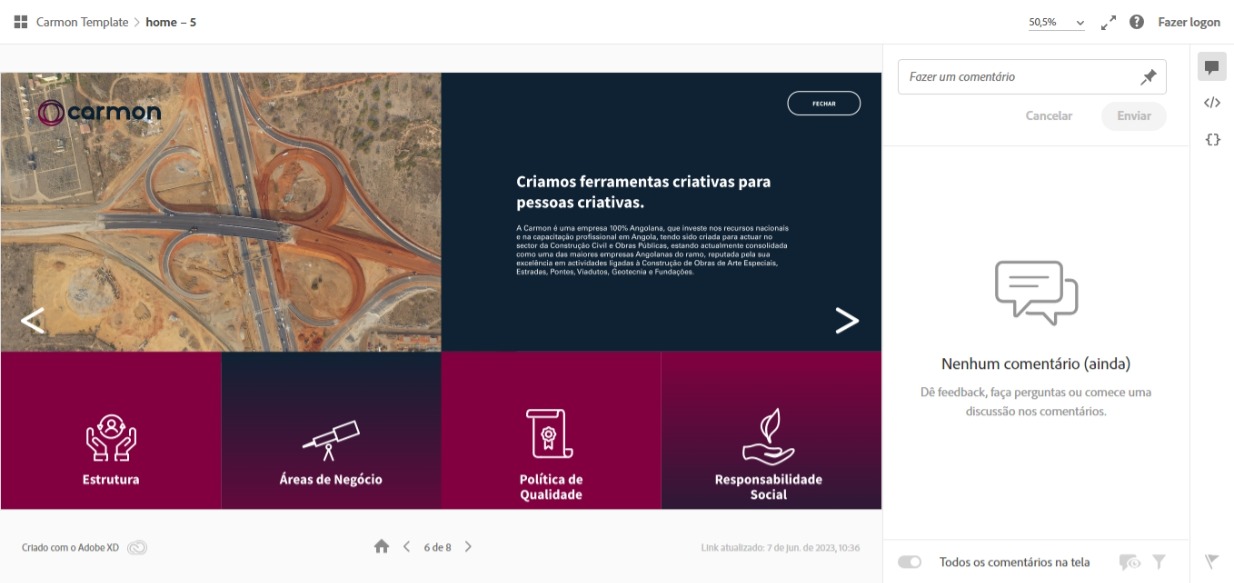 Carmon Template > home – 5
50,5%
Fazer logon
carmon
FECHAR
Criamos ferramentas criativas para
pessoas criativas.
A Carmon é uma empresa 100% Angolana, que investe nos recursos nacionais
e na capacitação profissional em Angola, tendo sido criada para actuar no
sector da Construção Civil e Obras Públicas, estando actualmente consolidada
como uma das maiores empresas Angolanas do ramo, reputada pela sua
excelência em actividades ligadas à Construção de Obras de Arte Especiais,
Estradas, Pontes, Viadutos, Geotecnia e Fundações.
Estrutura
Áreas de Negócio
Política de
Qualidade
Responsabilidade
Social
Criado com o Adobe XD
6 de 8
Link atualizado: 7 de jun. de 2023, 10:36
Fazer um comentário
Cancelar
Enviar
Nenhum comentário (ainda)
Dê feedback, faça perguntas ou comece uma
discussão nos comentários.
Todos os comentários na tela